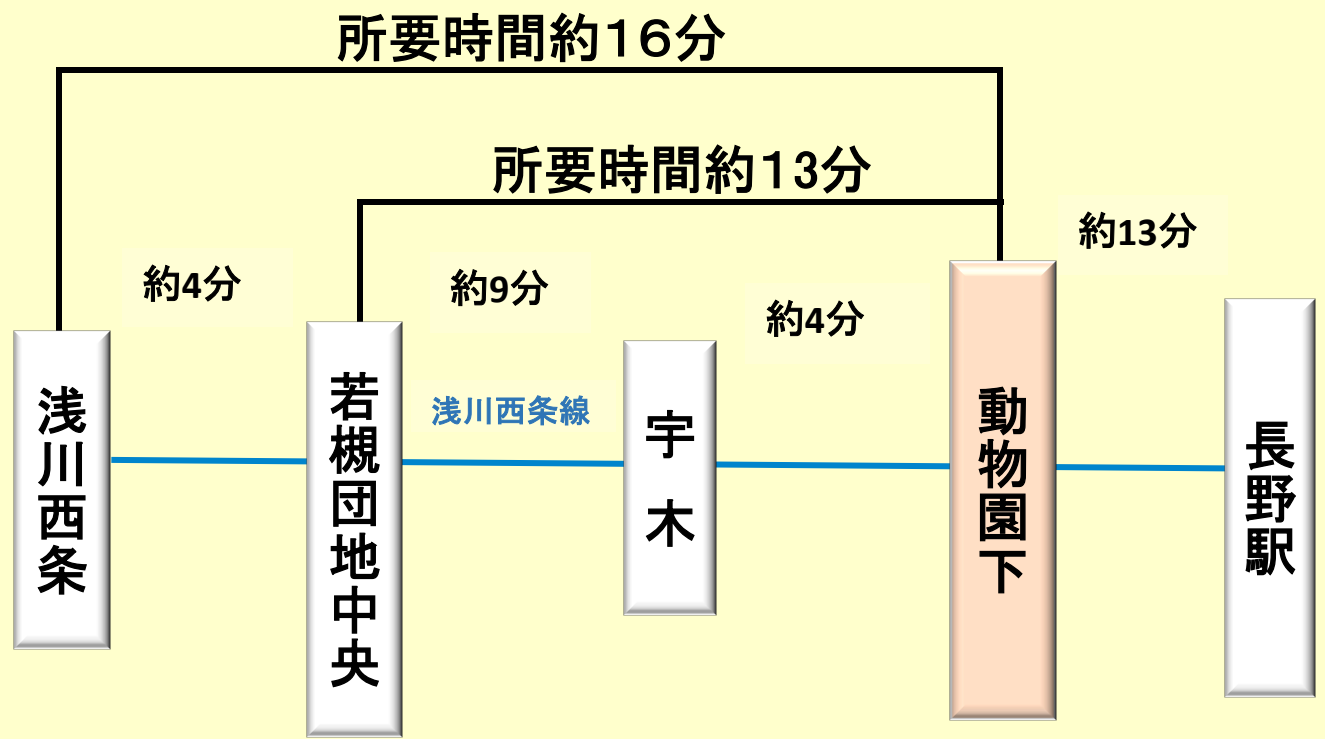 所要時間約１６分
所要時間約１３分
約13分
約4分
約9分
約4分
浅川西条線
浅川西条
若槻団地中央
宇木
動物園下
長野駅